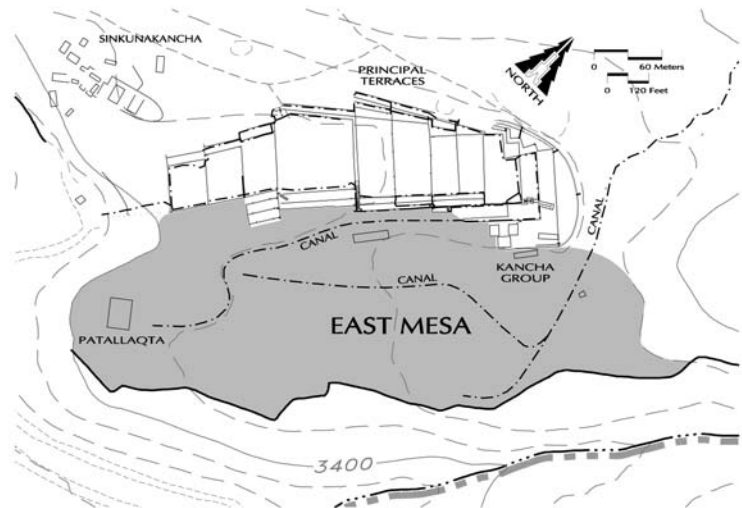 SINKUNAKANCHA
PRINCIPAL
TERRACES
NORTH
0 60 Meters
0 120 Feet
CANAL
CANAL
CANAL
KANCHA
GROUP
EAST MESA
PATALLAQTA
3400